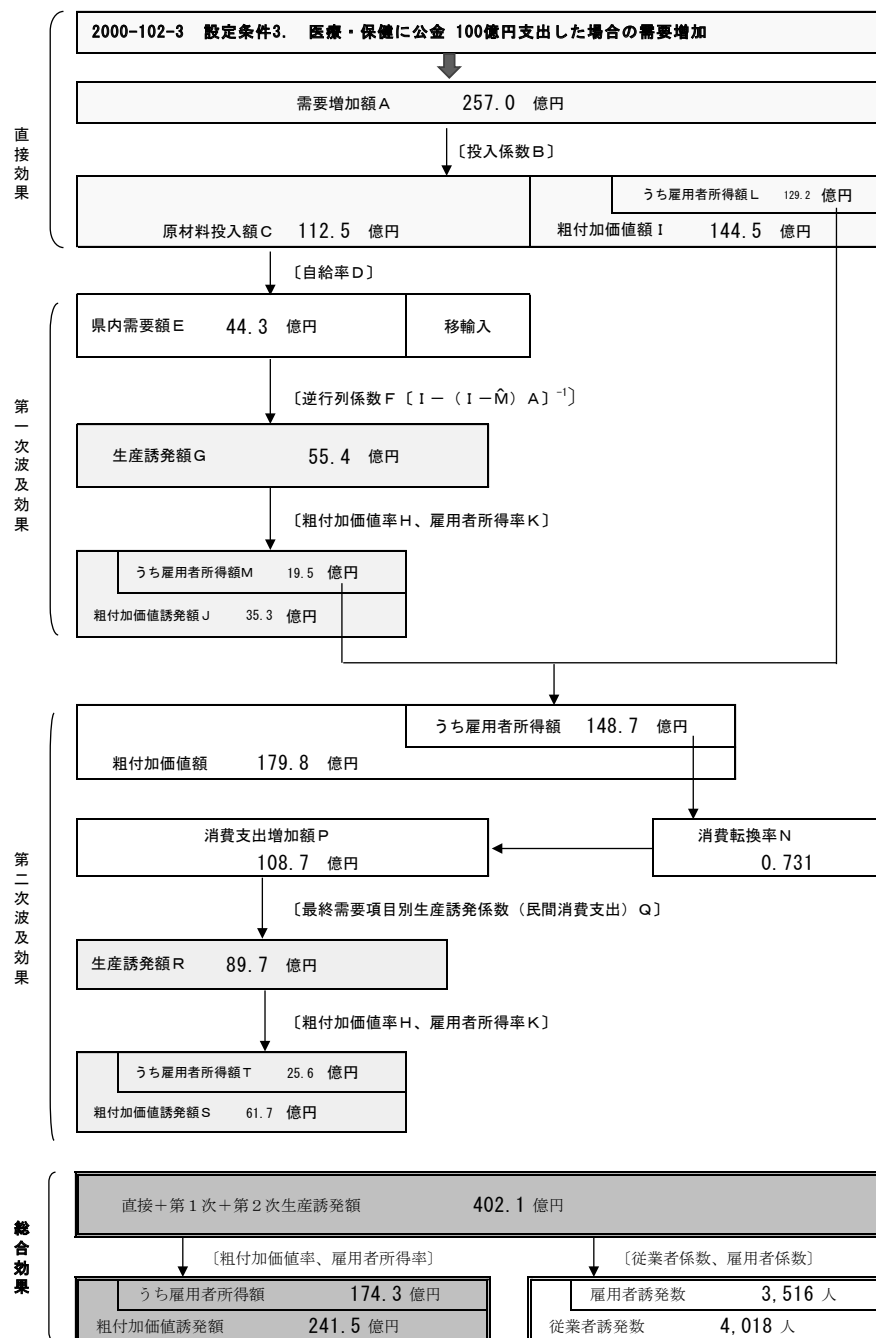 2000-102-3 設定条件3. 医療・保健に公金 100億円支出した場合の需要増加
直接効果
需要増加額A 257.0 億円
〔投入係数B〕
うち雇用者所得額L 129.2 億円
原材料投入額C 112.5 億円
粗付加価値額I 144.5 億円
〔自給率D〕
第一次波及効果
県内需要額E 44.3 億円
移輸入
〔逆行列係数F〔I-(I-M̂)A〕⁻¹〕
生産誘発額G 55.4 億円
〔粗付加価値率H、雇用者所得率K〕
うち雇用者所得額M 19.5 億円
粗付加価値誘発額J 35.3 億円
第二次波及効果
うち雇用者所得額 148.7 億円
粗付加価値額 179.8 億円
消費支出増加額P
108.7 億円
消費転換率N
0.731
〔最終需要項目別生産誘発係数(民間消費支出)Q〕
生産誘発額R 89.7 億円
〔粗付加価値率H、雇用者所得率K〕
うち雇用者所得額T 25.6 億円
粗付加価値誘発額S 61.7 億円
総合効果
直接+第1次+第2次生産誘発額 402.1 億円
〔粗付加価値率、雇用者所得率〕
〔従業者係数、雇用者係数〕
うち雇用者所得額 174.3 億円
雇用者誘発数 3,516 人
粗付加価値誘発額 241.5 億円
従業者誘発数 4,018 人